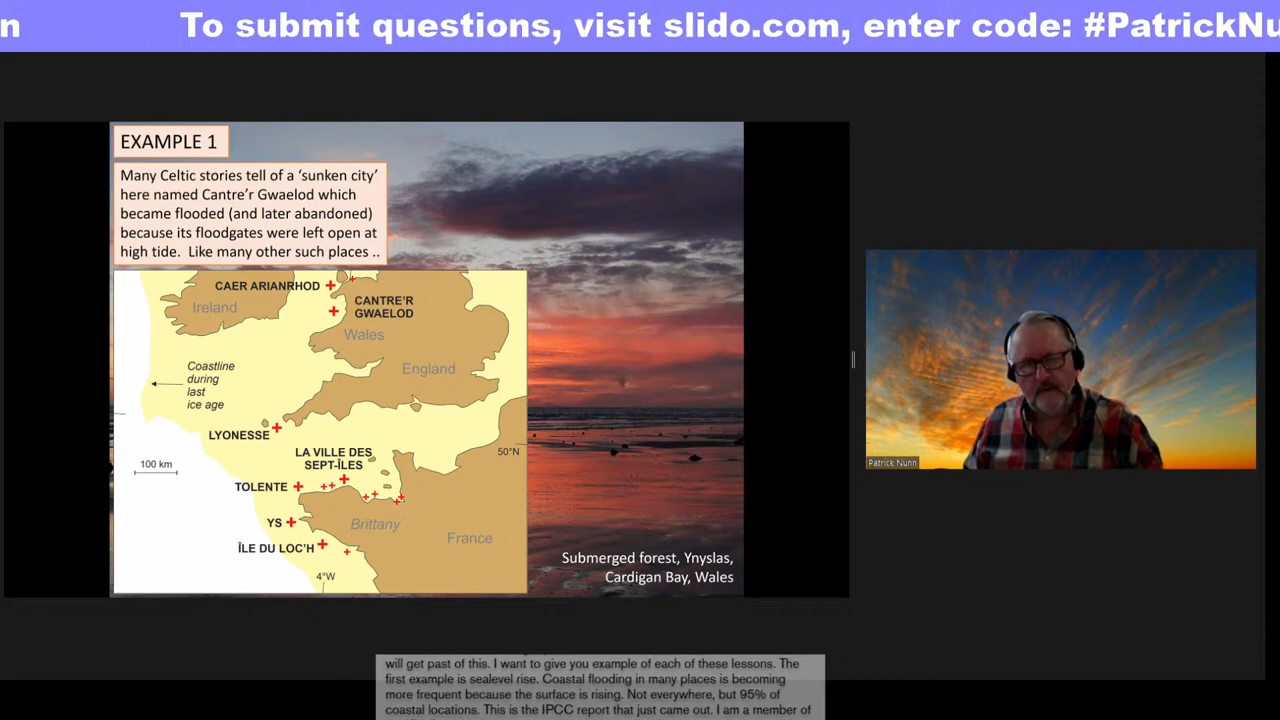 n To submit questions, visit slido.com, enter code: #PatrickNu
EXAMPLE 1
Many Celtic stories tell of a ‘sunken city’
here named Cantre’r Gwaelod which
became flooded (and later abandoned)
because its floodgates were left open at
high tide. Like many other such places ..
CAER ARIANRHOD
Ireland
CANTRE’R
GWAELOD
Wales
England
Coastline
during
last
ice age
LYONESSE
LA VILLE DES
SEPT-ÎLES
50°N
100 km
TOLENTE
YS
Brittany
France
ÎLE DU LOC’H
4°W
Submerged forest, Ynyslas,
Cardigan Bay, Wales
Patrick Nunn
will get past of this. I want to give you example of each of these lessons. The
first example is sealevel rise. Coastal flooding in many places is becoming
more frequent because the surface is rising. Not everywhere, but 95% of
coastal locations. This is the IPCC report that just came out. I am a member of